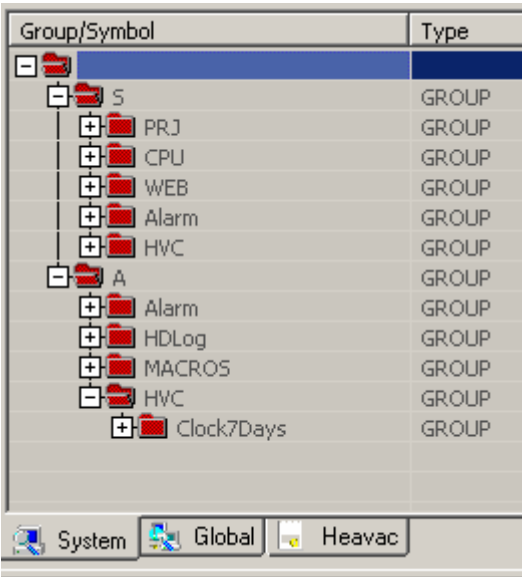 Group/Symbol Type
S GROUP
PRJ GROUP
CPU GROUP
WEB GROUP
Alarm GROUP
HVC GROUP
A GROUP
Alarm GROUP
HDLog GROUP
MACROS GROUP
HVC GROUP
Clock7Days GROUP
System Global Heavac